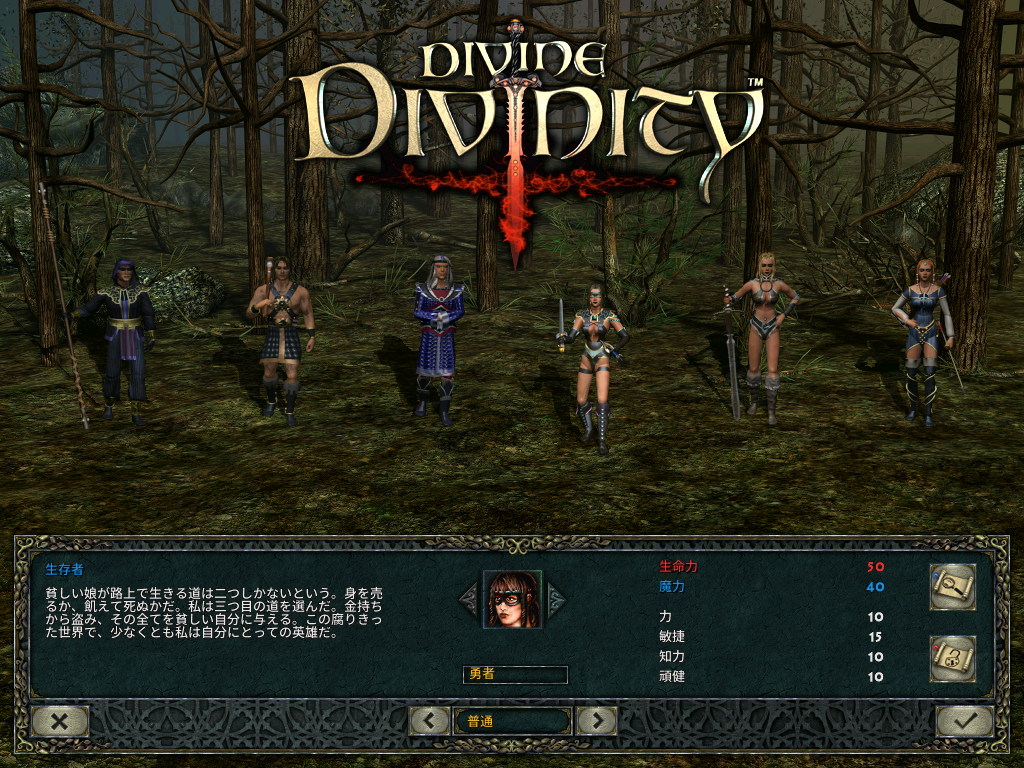 DIVINE
DIVINITY™
生存者
貧しい娘が路上で生きる道は二つしかないという。身を売
るか、飢えて死ぬかだ。私は三つ目の道を選んだ。金持ち
から盗み、その全てを貧しい自分に与える。この腐りきっ
た世界で、少なくとも私は自分にとっての英雄だ。
勇者
生命力 50
魔力 40
力 10
敏捷 15
知力 10
頑健 10
普通